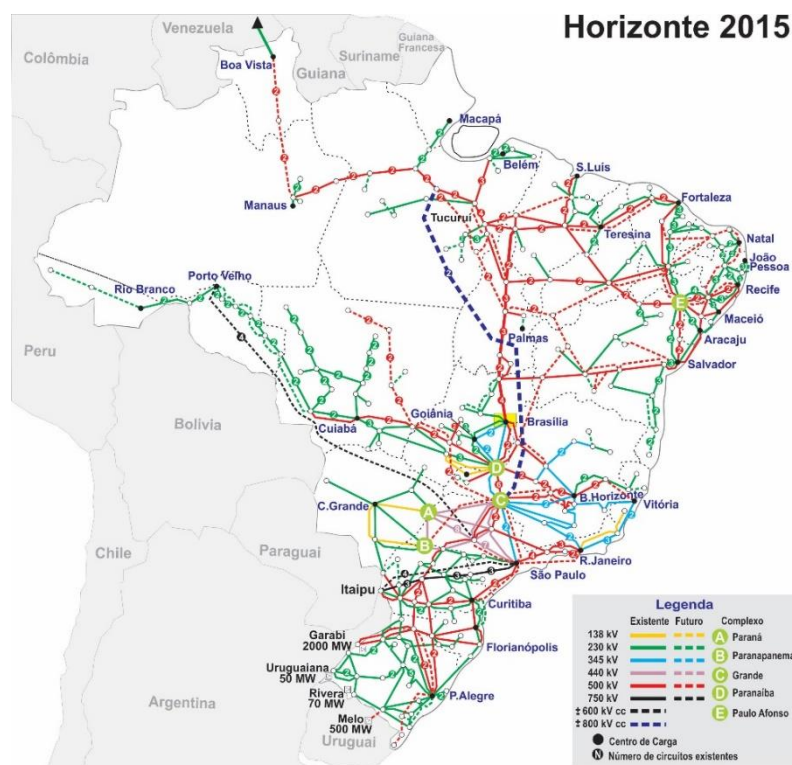 Horizonte 2015
Venezuela
Guiana
Francesa
Suriname
Guiana
Colômbia
Boa Vista
Macapá
Belém
S.Luis
Manaus
Tucuruí
Fortaleza
Teresina
Natal
João
Pessoa
Recife
Maceió
Aracaju
Salvador
Porto Velho
Rio Branco
Palmas
Peru
Bolivia
Cuiabá
Goiânia
Brasília
E
D
C
A
B
B.Horizonte
Vitória
C.Grande
Chile
Paraguai
R.Janeiro
São Paulo
Itaipu
Curitiba
Garabi
2000 MW
Florianópolis
Uruguaiana
50 MW
Rivera
70 MW
Melo
500 MW
P.Alegre
Argentina
Uruguai
Legenda
Existente Futuro Complexo
138 kV A Paraná
230 kV B Paranapanema
345 kV C Grande
440 kV D Paranaíba
500 kV E Paulo Afonso
750 kV
±600 kV cc
±800 kV cc
Centro de Carga
N Número de circuitos existentes